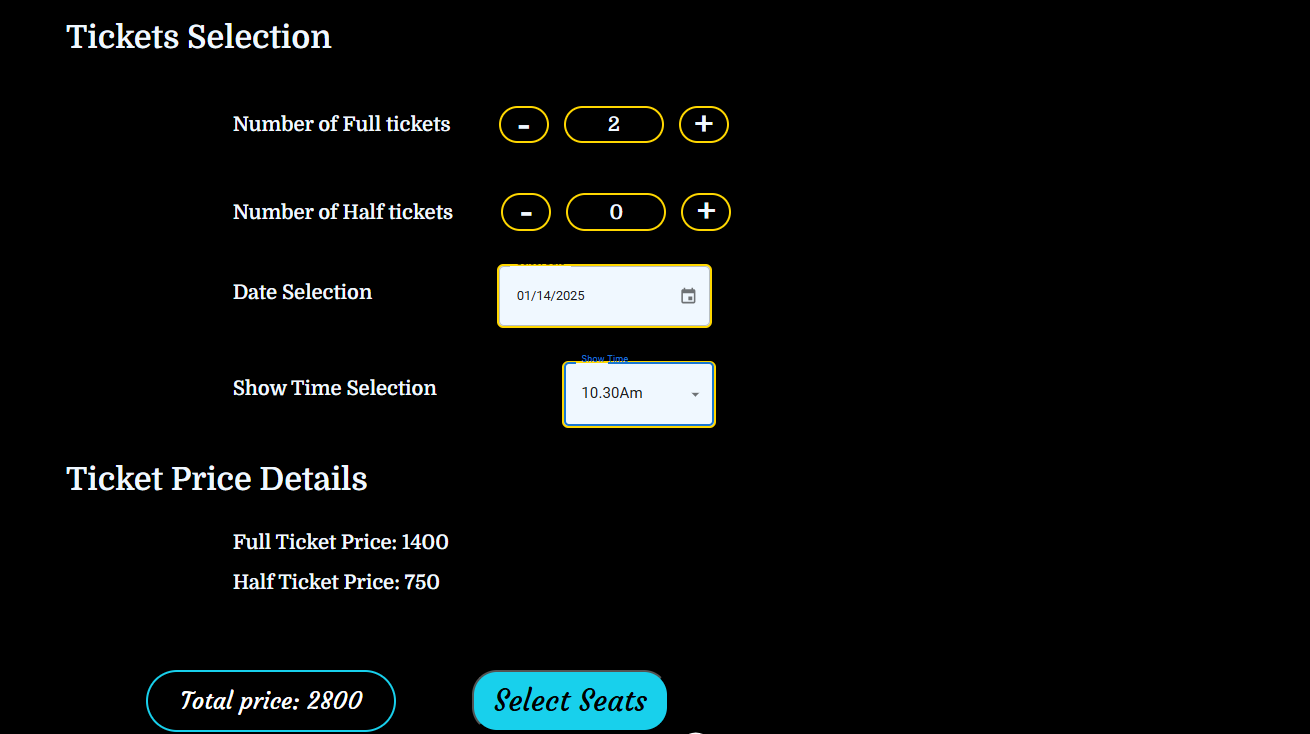 Tickets Selection
Number of Full tickets - 2 +
Number of Half tickets - 0 +
Date Selection 01/14/2025
Show Time
Show Time Selection 10.30Am
Ticket Price Details
Full Ticket Price: 1400
Half Ticket Price: 750
Total price: 2800 Select Seats